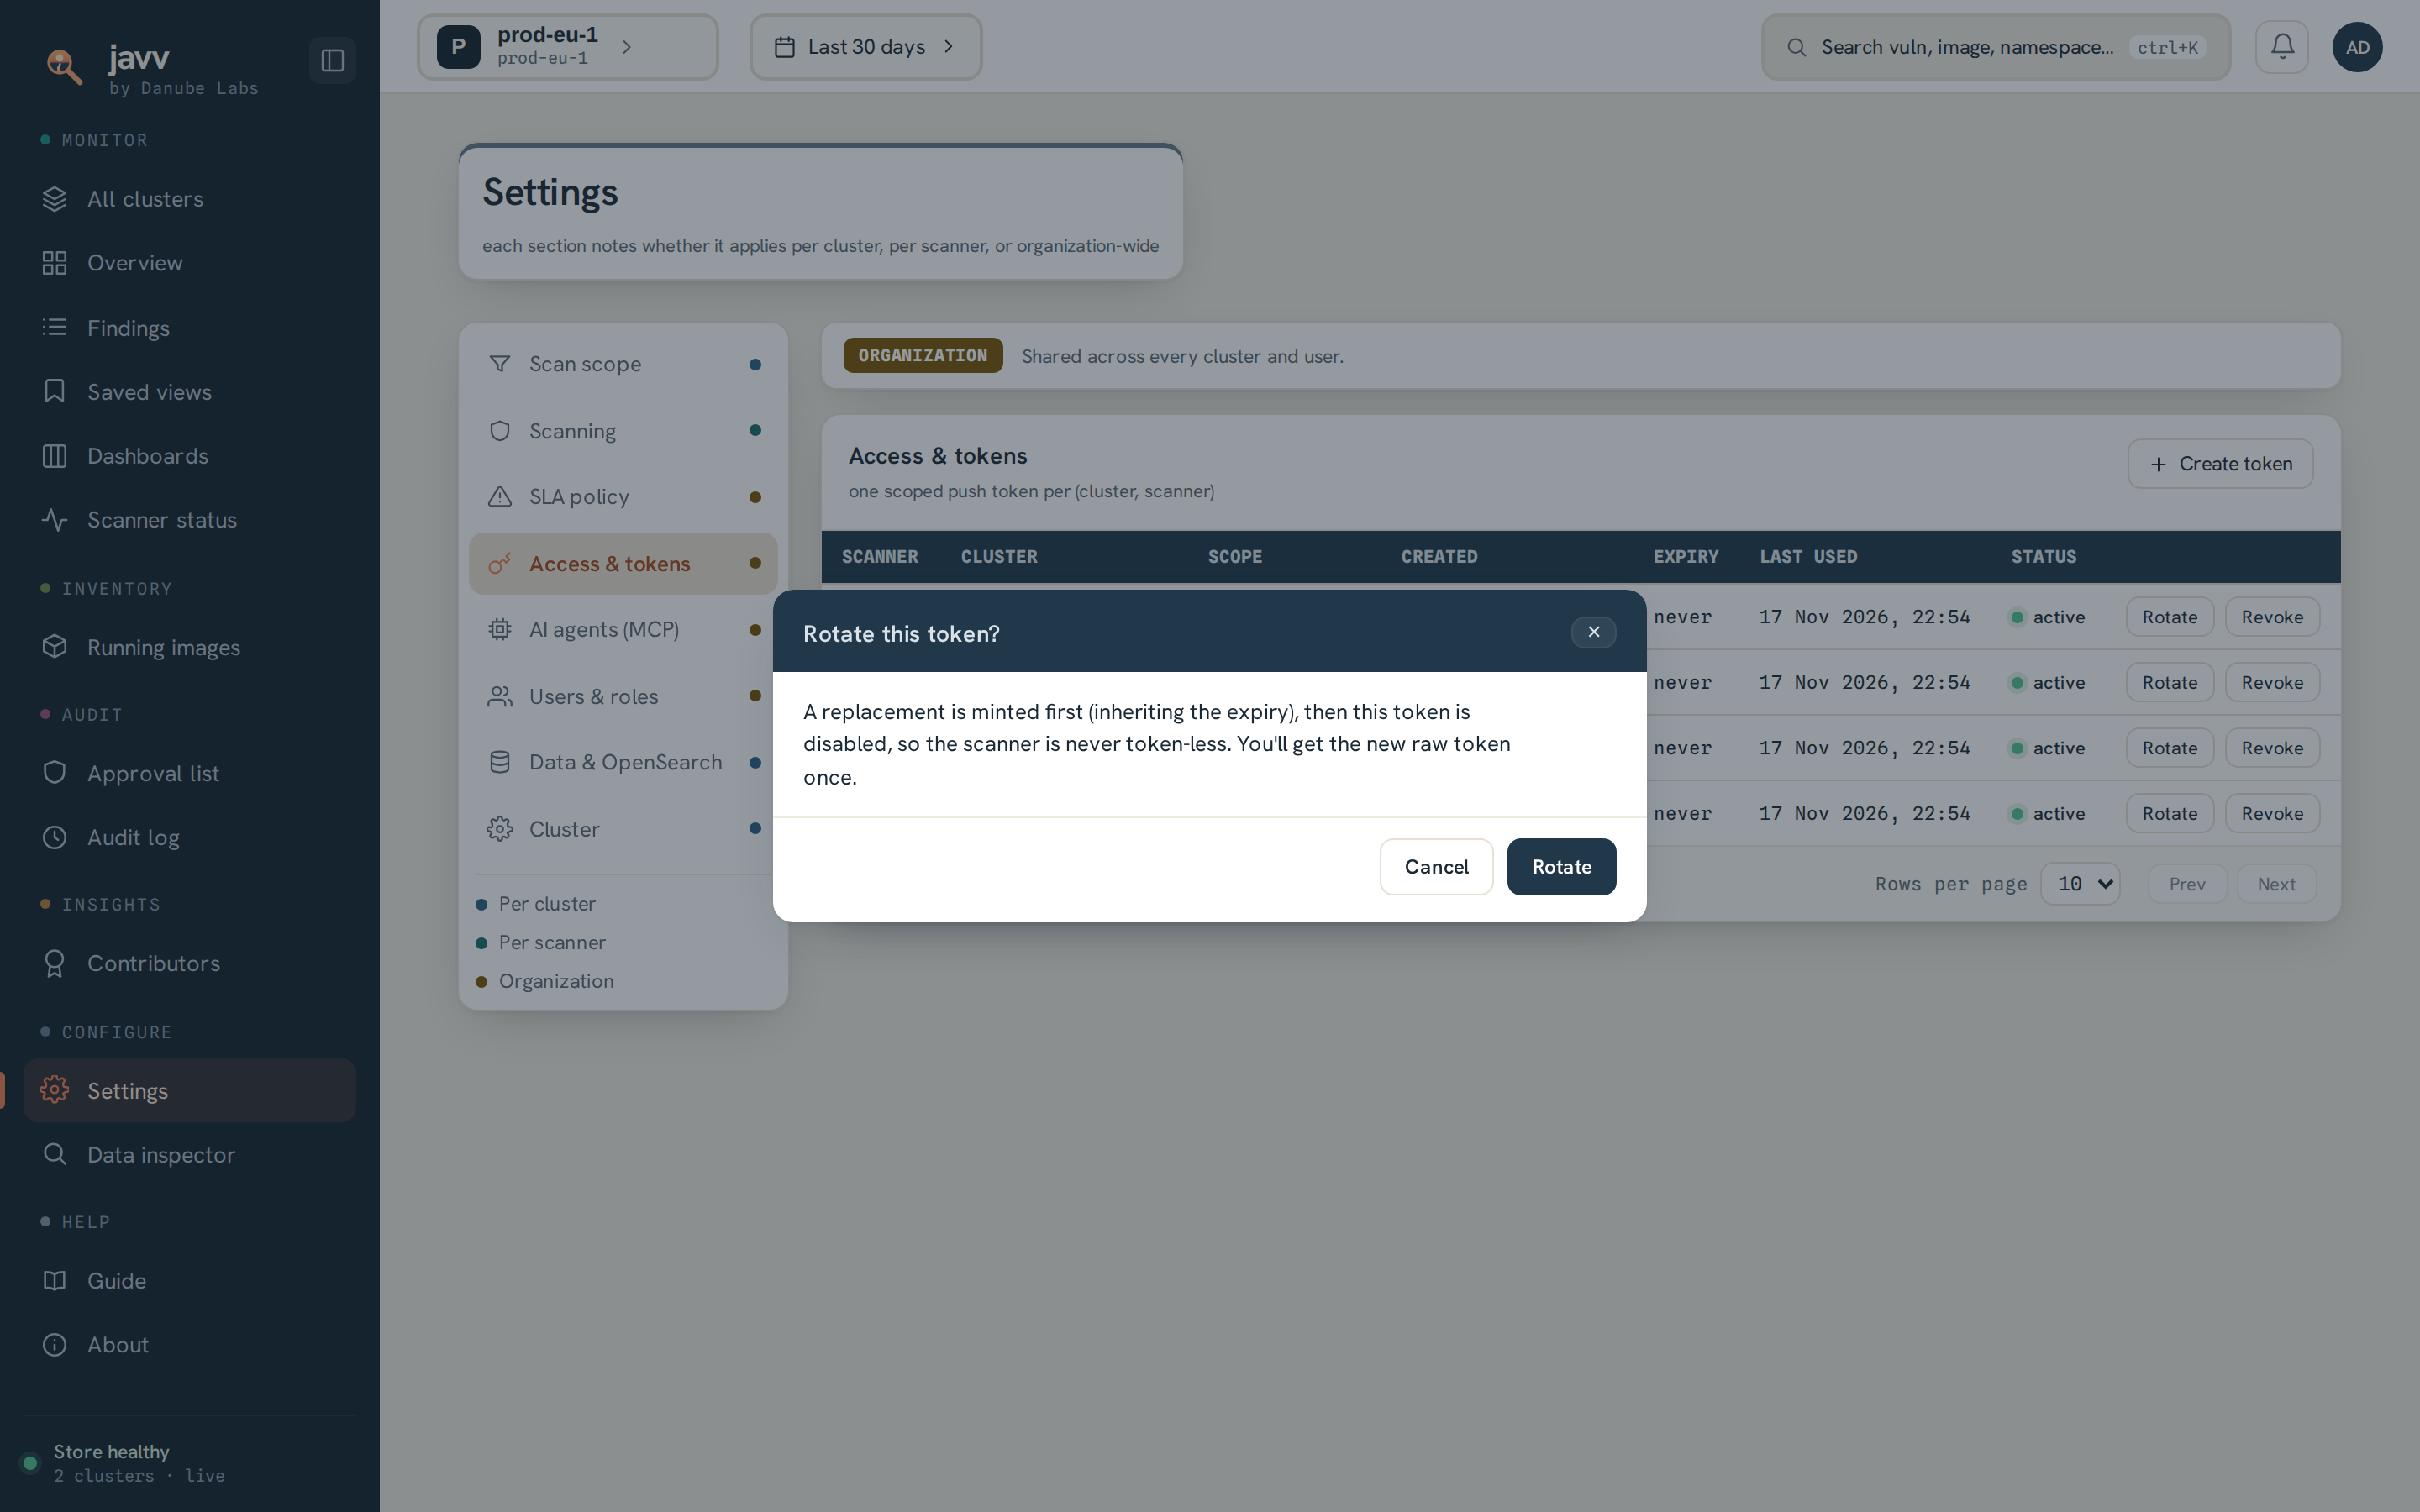 javv
by Danube Labs
MONITOR
All clusters
Overview
Findings
Saved views
Dashboards
Scanner status
INVENTORY
Running images
AUDIT
Approval list
Audit log
INSIGHTS
Contributors
CONFIGURE
Settings
Data inspector
HELP
Guide
About
Store healthy
2 clusters · live
P
prod-eu-1
prod-eu-1
Last 30 days
Search vuln, image, namespace... ctrl+K
AD
Settings
each section notes whether it applies per cluster, per scanner, or organization-wide
Scan scope
Scanning
SLA policy
Access & tokens
AI agents (MCP)
Users & roles
Data & OpenSearch
Cluster
Per cluster
Per scanner
Organization
ORGANIZATION Shared across every cluster and user.
Access & tokens
one scoped push token per (cluster, scanner)
+ Create token
SCANNER CLUSTER SCOPE CREATED EXPIRY LAST USED STATUS
never 17 Nov 2026, 22:54 active Rotate Revoke
never 17 Nov 2026, 22:54 active Rotate Revoke
never 17 Nov 2026, 22:54 active Rotate Revoke
never 17 Nov 2026, 22:54 active Rotate Revoke
Rows per page 10 Prev Next
Rotate this token?
A replacement is minted first (inheriting the expiry), then this token is
disabled, so the scanner is never token-less. You'll get the new raw token
once.
Cancel Rotate